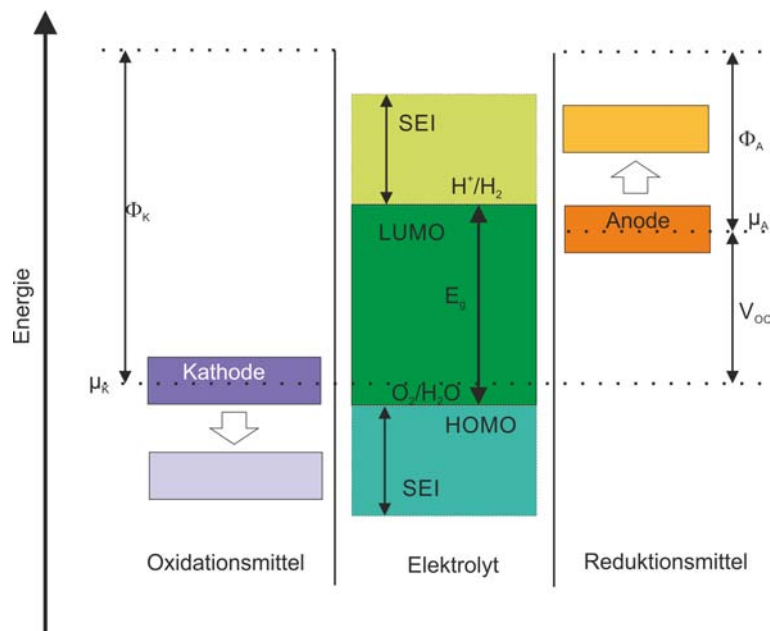 Energie
Φ_K
μ_K
Kathode
Oxidationsmittel
SEI
H⁺/H₂
LUMO
E_g
O₂/H₂O
HOMO
SEI
Elektrolyt
Φ_A
Anode
μ_A
V_OC
Reduktionsmittel